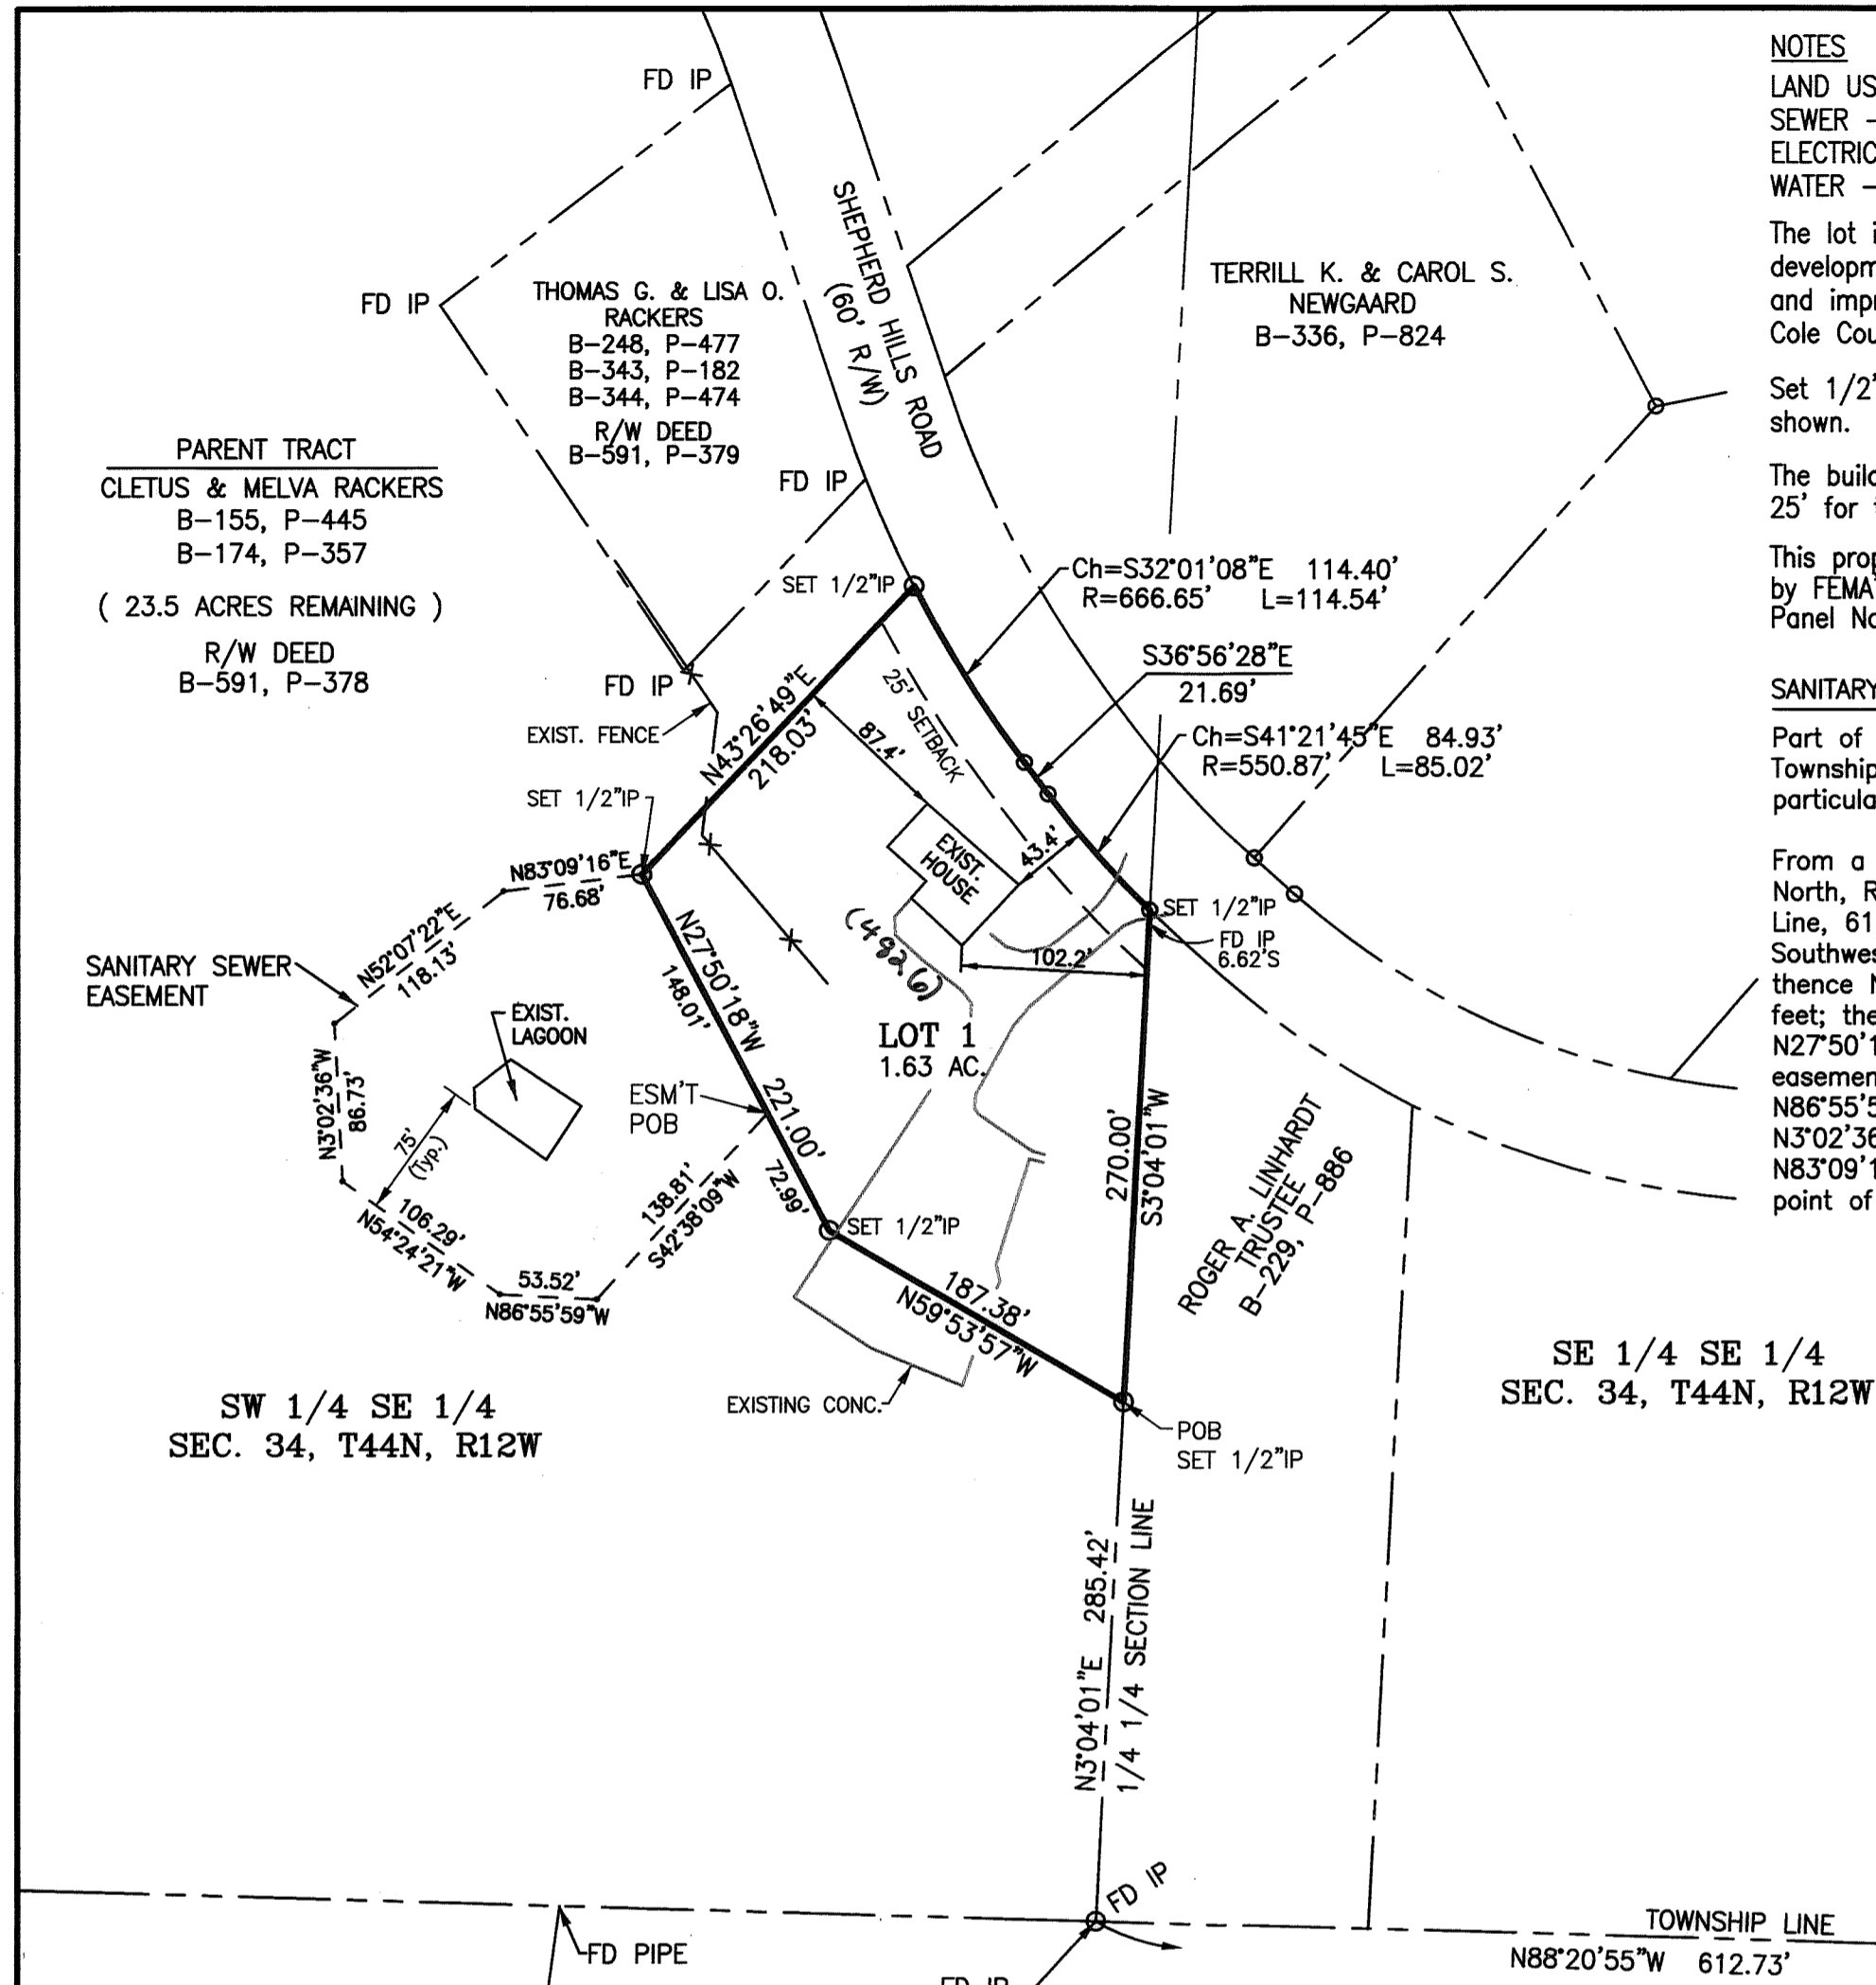 FD IP
FD IP
THOMAS G. & LISA O.
RACKERS
B-248, P-477
B-343, P-182
B-344, P-474
R/W DEED
B-591, P-379
SHEPHERD HILLS ROAD
(60' R/W)
TERRILL K. & CAROL S.
NEWGAARD
B-336, P-824
PARENT TRACT
CLETUS & MELVA RACKERS
B-155, P-445
B-174, P-357
( 23.5 ACRES REMAINING )
R/W DEED
B-591, P-378
FD IP
SET 1/2"IP
FD IP
EXIST. FENCE
SET 1/2"IP
N43°26'49"E
218.03'
25' SETBACK
87.4'
Ch=S32°01'08"E 114.40'
R=666.65' L=114.54'
S36°56'28"E
21.69'
Ch=S41°21'45"E 84.93'
R=550.87' L=85.02'
EXIST.
HOUSE
43.4'
SET 1/2"IP
FD IP
6.62'S
102.2'
(4926)
LOT 1
1.63 AC.
N83°09'16"E
76.68'
N52°07'22"E
118.13'
SANITARY SEWER
EASEMENT
EXIST.
LAGOON
N3°02'36"W
86.73'
75'
(Typ.)
106.29'
N54°24'21"W
53.52'
N86°55'59"W
138.81'
S42°38'09"W
ESM'T
POB
N27°50'18"W
221.00'
148.01'
72.99'
SET 1/2"IP
187.38'
N59°53'57"W
EXISTING CONC.
270.00'
S3°04'01"W
ROGER A. LINHARDT
TRUSTEE
B-229, P-886
POB
SET 1/2"IP
SW 1/4 SE 1/4
SEC. 34, T44N, R12W
SE 1/4 SE 1/4
SEC. 34, T44N, R12W
N3°04'01"E 285.42'
1/4 1/4 SECTION LINE
FD IP
FD PIPE
FD IP
TOWNSHIP LINE
N88°20'55"W 612.73'
NOTES
LAND US
SEWER -
ELECTRIC
WATER -
The lot i
developm
and impr
Cole Cou
Set 1/2"
shown.
The build
25' for
This prop
by FEMA
Panel No
SANITARY
Part of
Township
particula
From a
North, R
Line, 61
Southwes
thence N
feet; the
N27°50'1
easemen
N86°55'5
N3°02'36
N83°09'1
point of